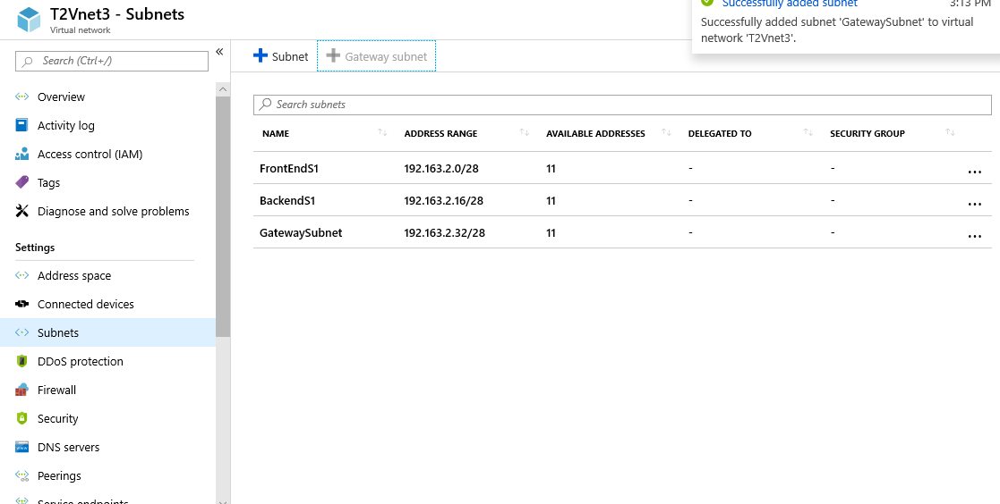 T2Vnet3 - Subnets
Virtual network
Successfully added subnet 3:13 PM
Successfully added subnet 'GatewaySubnet' to virtual
network 'T2Vnet3'.
Search (Ctrl+/)
«
Overview
Activity log
Access control (IAM)
Tags
Diagnose and solve problems
Settings
Address space
Connected devices
Subnets
DDoS protection
Firewall
Security
DNS servers
Peerings
Service endpoints
+ Subnet + Gateway subnet
Search subnets
NAME ADDRESS RANGE AVAILABLE ADDRESSES DELEGATED TO SECURITY GROUP
FrontEndS1 192.163.2.0/28 11 - - ...
BackendS1 192.163.2.16/28 11 - - ...
GatewaySubnet 192.163.2.32/28 11 - - ...